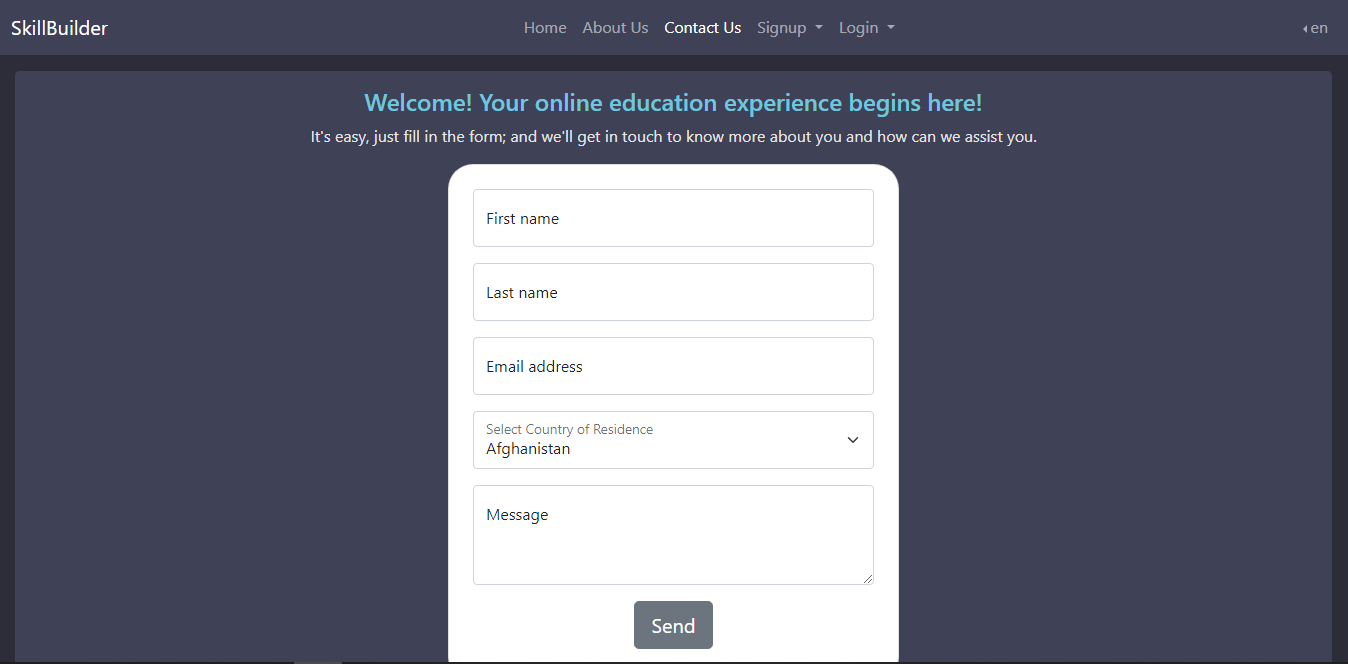 SkillBuilder
Home About Us Contact Us Signup Login
en
Welcome! Your online education experience begins here!
It's easy, just fill in the form; and we'll get in touch to know more about you and how can we assist you.
First name
Last name
Email address
Select Country of Residence
Afghanistan
Message
Send